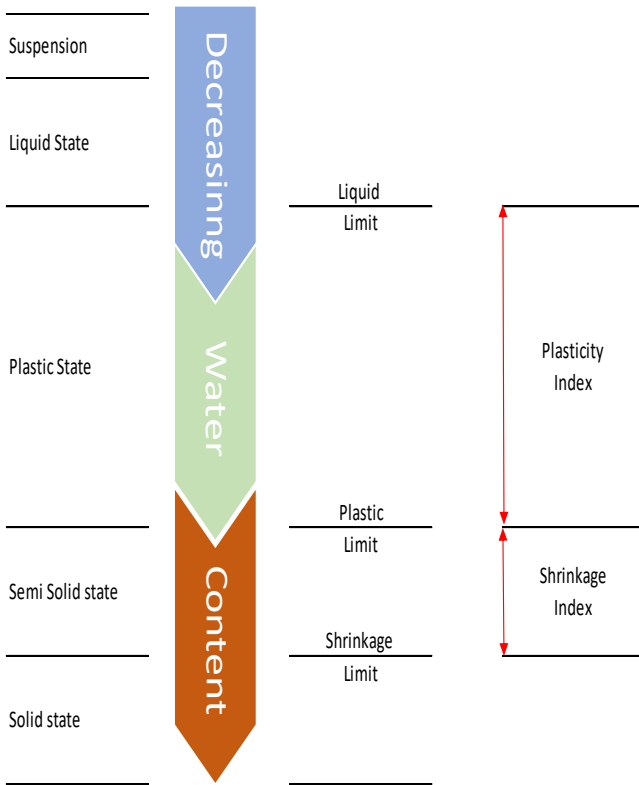 Suspension
Liquid State
Plastic State
Semi Solid state
Solid state
Decreasinng
Water
Content
Liquid
Limit
Plastic
Limit
Shrinkage
Limit
Plasticity
Index
Shrinkage
Index